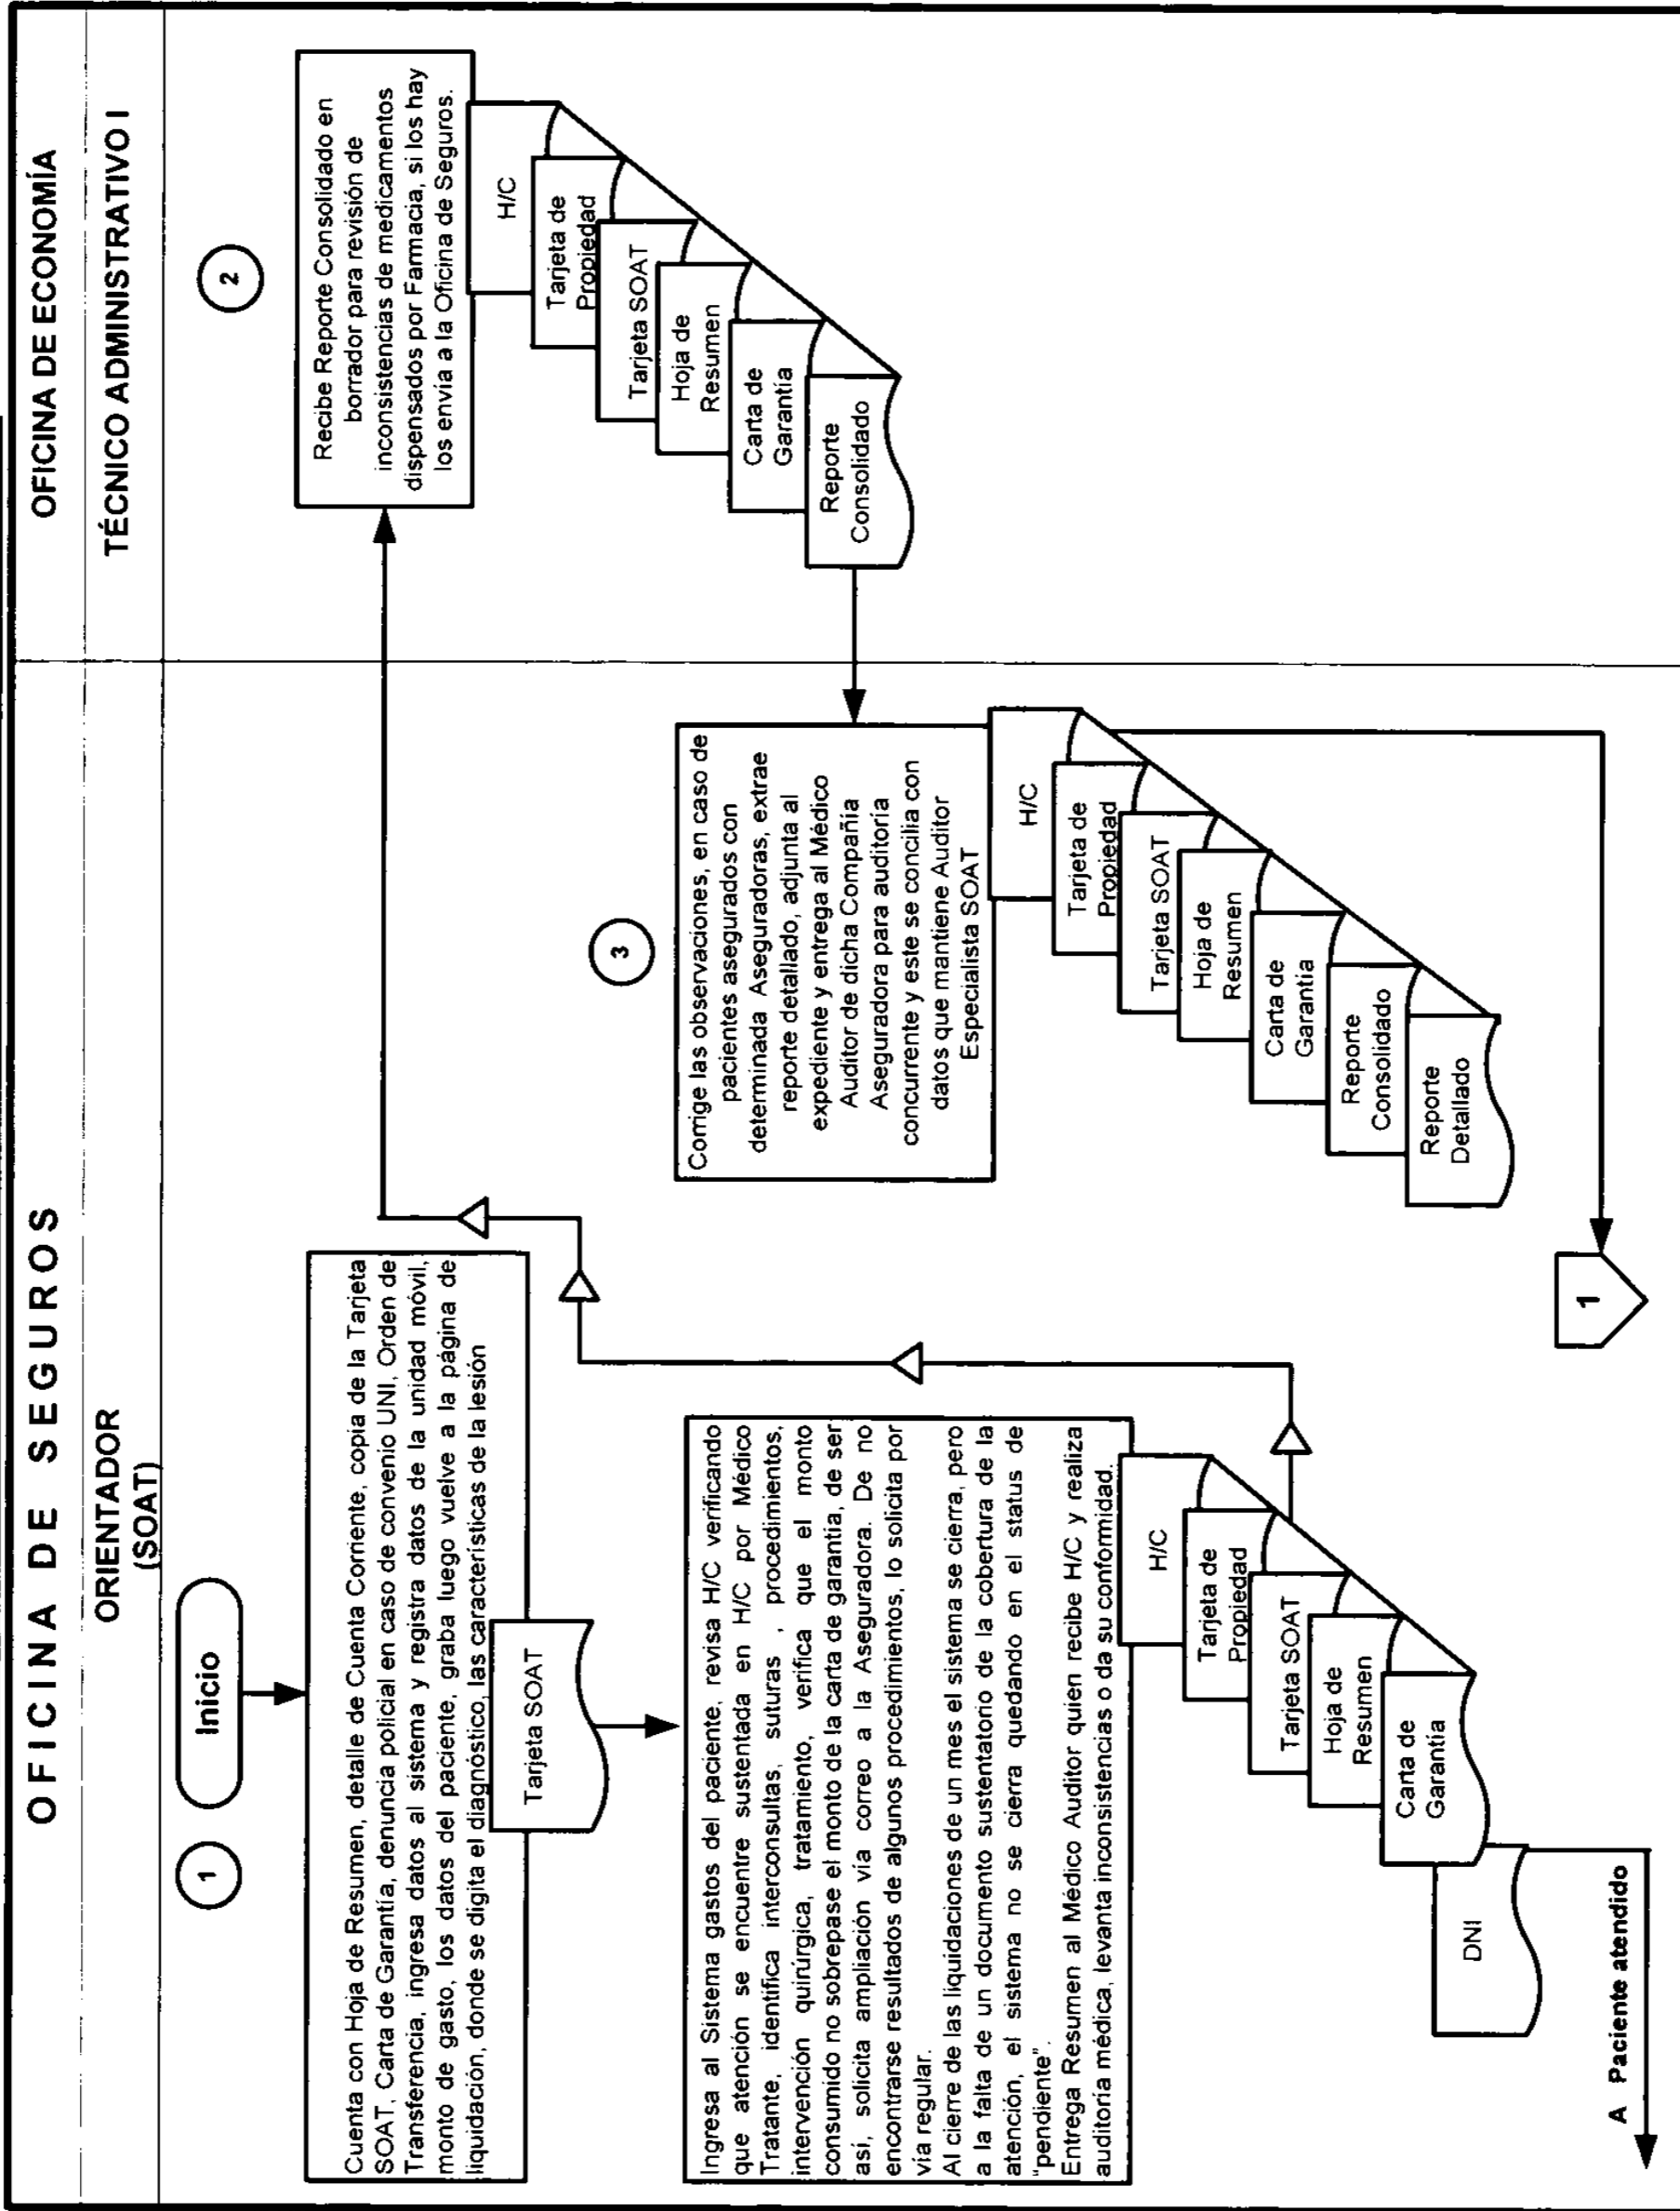 OFICINA DE SEGUROS
OFICINA DE ECONOMÍA
ORIENTADOR
(SOAT)
TÉCNICO ADMINISTRATIVO I
1
Inicio
Cuenta con Hoja de Resumen, detalle de Cuenta Corriente, copia de la Tarjeta
SOAT, Carta de Garantía, denuncia policial en caso de convenio UNI, Orden de
Transferencia, ingresa datos al sistema y registra datos de la unidad móvil,
monto de gasto, los datos del paciente, graba luego vuelve a la página de
liquidación, donde se digita el diagnóstico, las características de la lesión
Tarjeta SOAT
Ingresa al Sistema gastos del paciente, revisa H/C verificando
que atención se encuentre sustentada en H/C por Médico
Tratante, identifica interconsultas, suturas , procedimientos,
intervención quirúrgica, tratamiento, verifica que el monto
consumido no sobrepase el monto de la carta de garantía, de ser
así, solicita ampliación vía correo a la Aseguradora. De no
encontrarse resultados de algunos procedimientos, lo solicita por
vía regular.
Al cierre de las liquidaciones de un mes el sistema se cierra, pero
a la falta de un documento sustentatorio de la cobertura de la
atención, el sistema no se cierra quedando en el status de
"pendiente".
Entrega Resumen al Médico Auditor quien recibe H/C y realiza
auditoría médica, levanta inconsistencias o da su conformidad.
H/C
Tarjeta de
Propiedad
Tarjeta SOAT
Hoja de
Resumen
Carta de
Garantía
DNI
A Paciente atendido
2
Recibe Reporte Consolidado en
borrador para revisión de
inconsistencias de medicamentos
dispensados por Farmacia, si los hay
los envía a la Oficina de Seguros.
H/C
Tarjeta de
Propiedad
Tarjeta SOAT
Hoja de
Resumen
Carta de
Garantía
Reporte
Consolidado
3
Corrige las observaciones, en caso de
pacientes asegurados con
determinada Aseguradoras, extrae
reporte detallado, adjunta al
expediente y entrega al Médico
Auditor de dicha Compañía
Aseguradora para auditoría
concurrente y este se concilia con
datos que mantiene Auditor
Especialista SOAT
H/C
Tarjeta de
Propiedad
Tarjeta SOAT
Hoja de
Resumen
Carta de
Garantía
Reporte
Consolidado
Reporte
Detallado
1